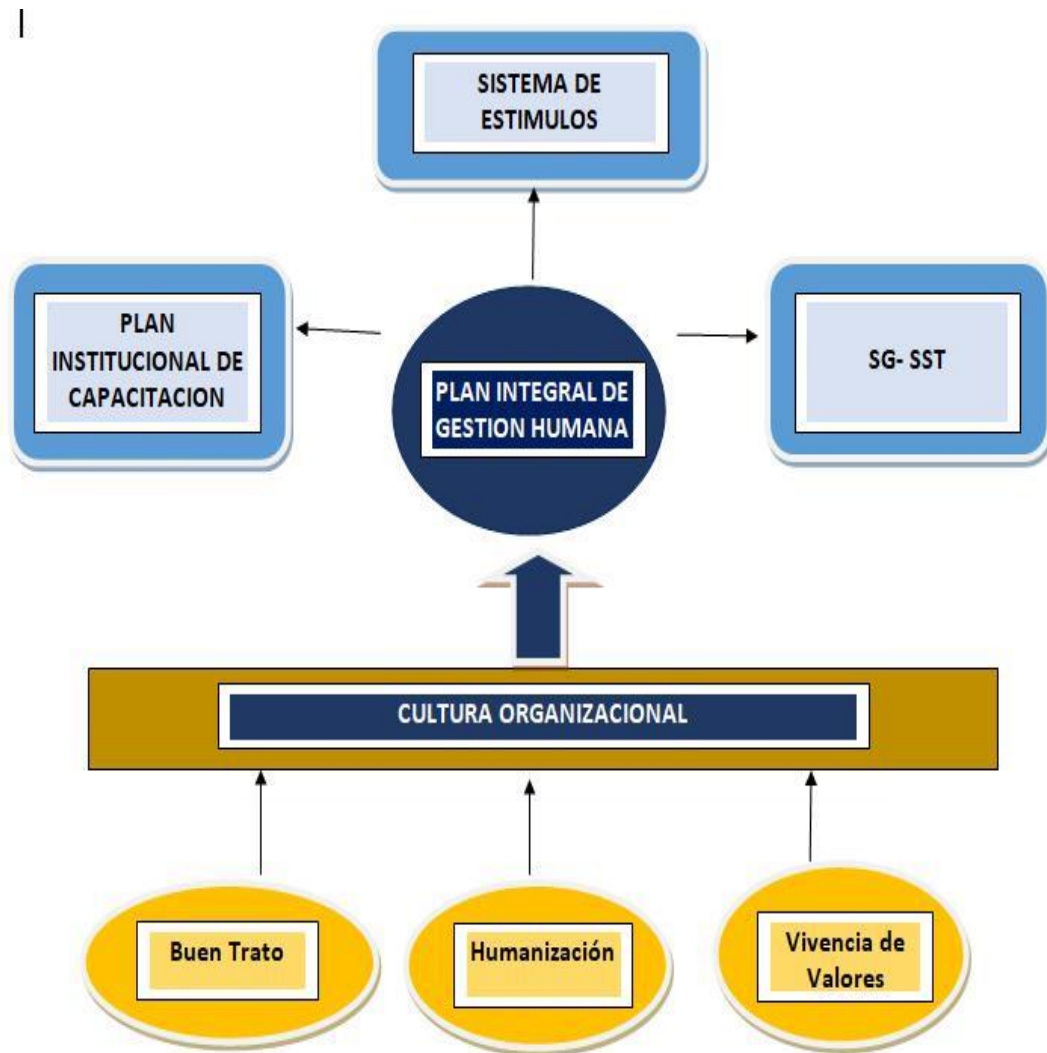 SISTEMA DE
ESTIMULOS
PLAN
INSTITUCIONAL DE
CAPACITACION
PLAN INTEGRAL DE
GESTION HUMANA
SG- SST
CULTURA ORGANIZACIONAL
Buen Trato
Humanización
Vivencia de
Valores